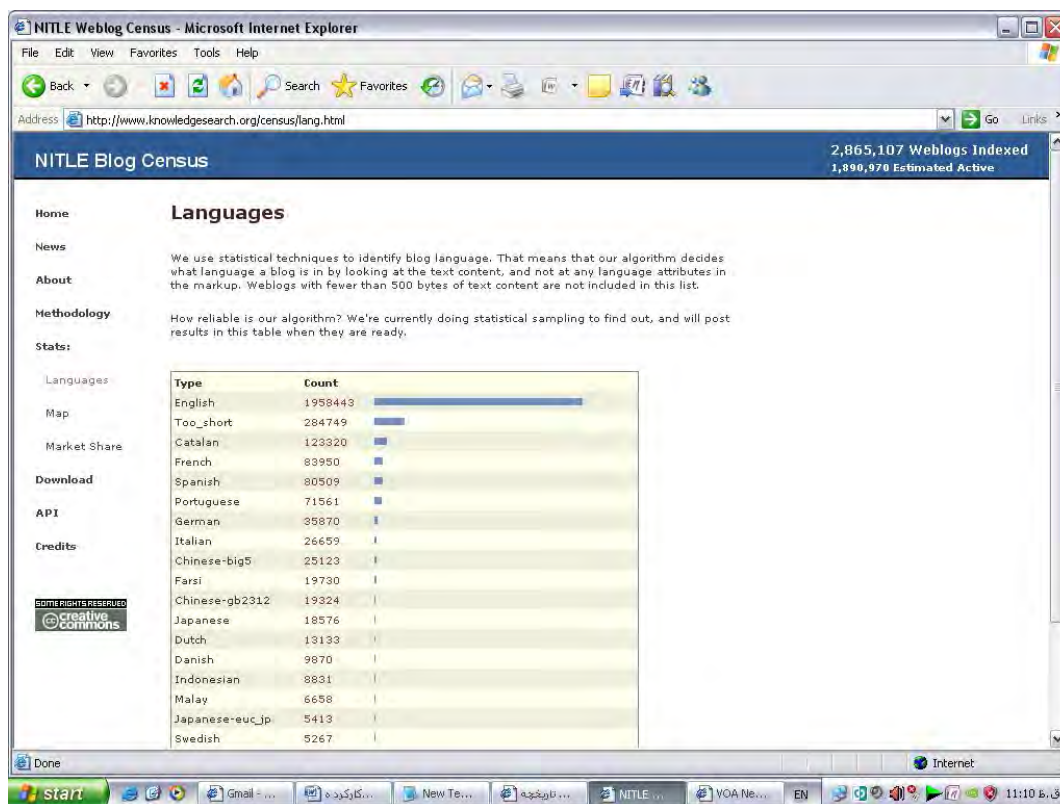 NITLE Weblog Census - Microsoft Internet Explorer
File Edit View Favorites Tools Help
Back Search Favorites
Address http://www.knowledgesearch.org/census/lang.html Go Links
NITLE Blog Census
2,865,107 Weblogs Indexed
1,890,970 Estimated Active
Home
News
About
Methodology
Stats:
Languages
Map
Market Share
Download
API
Credits
SOME RIGHTS RESERVED
cc creative commons
Languages
We use statistical techniques to identify blog language. That means that our algorithm decides
what language a blog is in by looking at the text content, and not at any language attributes in
the markup. Weblogs with fewer than 500 bytes of text content are not included in this list.
How reliable is our algorithm? We're currently doing statistical sampling to find out, and will post
results in this table when they are ready.
Type Count
English 1958443
Too_short 284749
Catalan 123320
French 83950
Spanish 80509
Portuguese 71561
German 35870
Italian 26659
Chinese-big5 25123
Farsi 19730
Chinese-gb2312 19324
Japanese 18576
Dutch 13133
Danish 9870
Indonesian 8831
Malay 6658
Japanese-euc_jp 5413
Swedish 5267
Done Internet
start Gmail - ... کارکرد ه... New Te... تاریخچه ... NITLE ... VOA Ne... EN 11:10